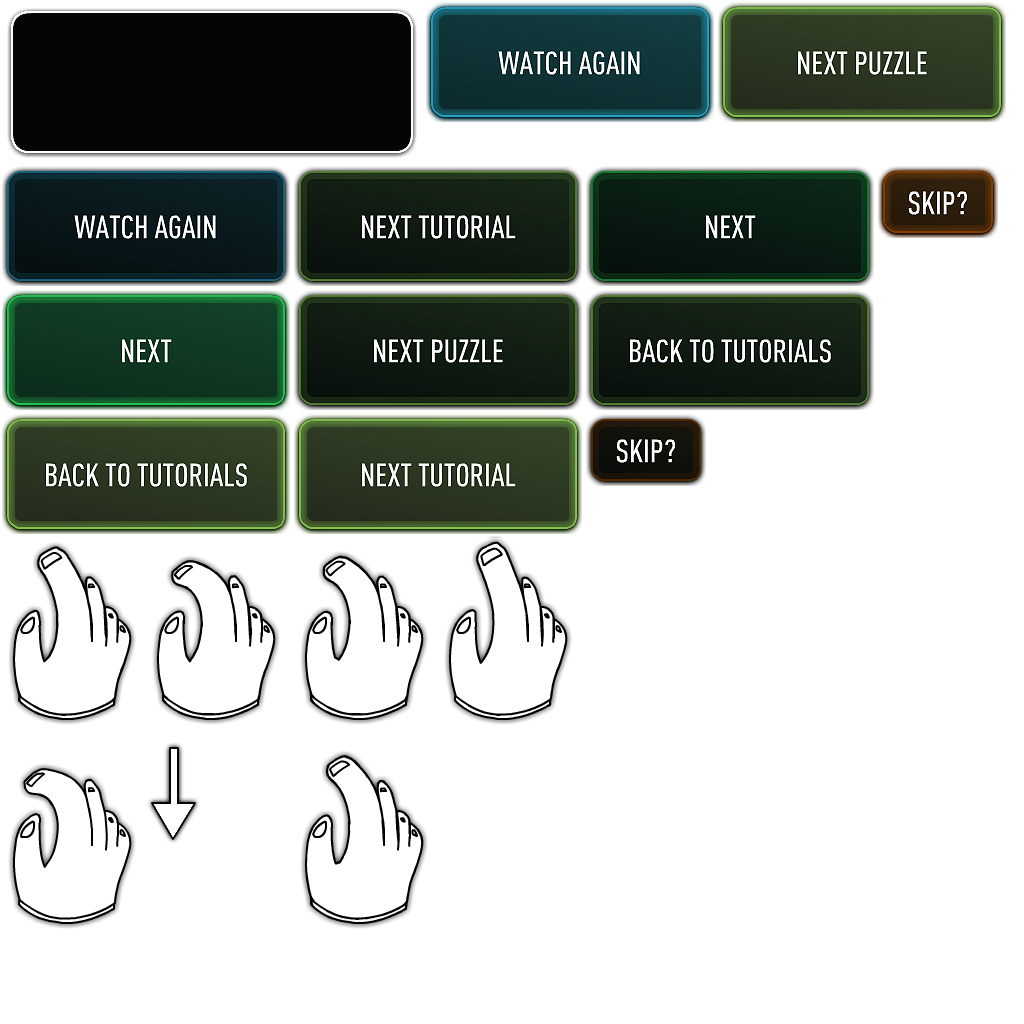 WATCH AGAIN
NEXT PUZZLE
WATCH AGAIN
NEXT TUTORIAL
NEXT
SKIP?
NEXT
NEXT PUZZLE
BACK TO TUTORIALS
BACK TO TUTORIALS
NEXT TUTORIAL
SKIP?